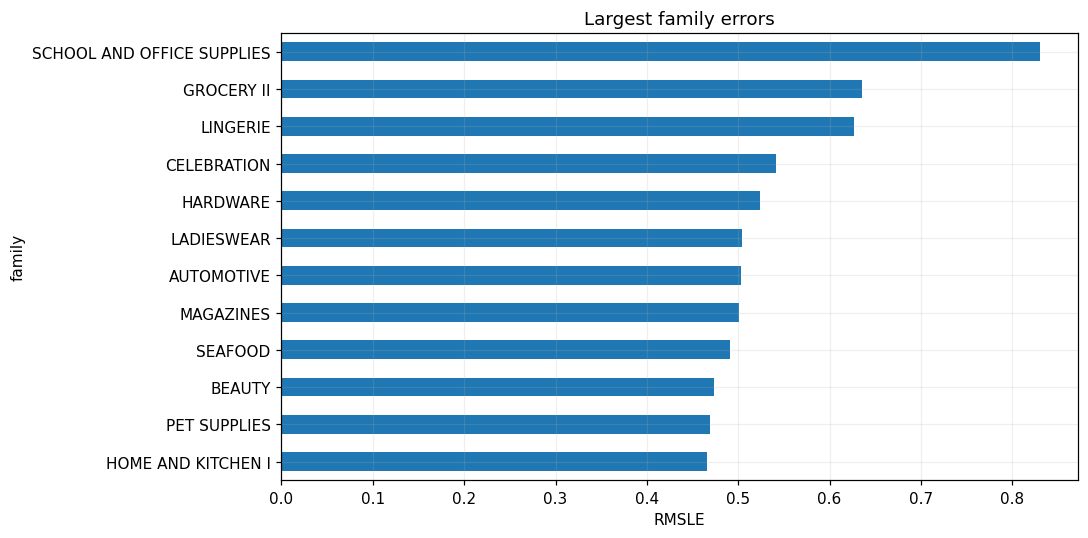 Largest family errors
SCHOOL AND OFFICE SUPPLIES
GROCERY II
LINGERIE
CELEBRATION
HARDWARE
LADIESWEAR
AUTOMOTIVE
MAGAZINES
SEAFOOD
BEAUTY
PET SUPPLIES
HOME AND KITCHEN I
family
0.0 0.1 0.2 0.3 0.4 0.5 0.6 0.7 0.8
RMSLE